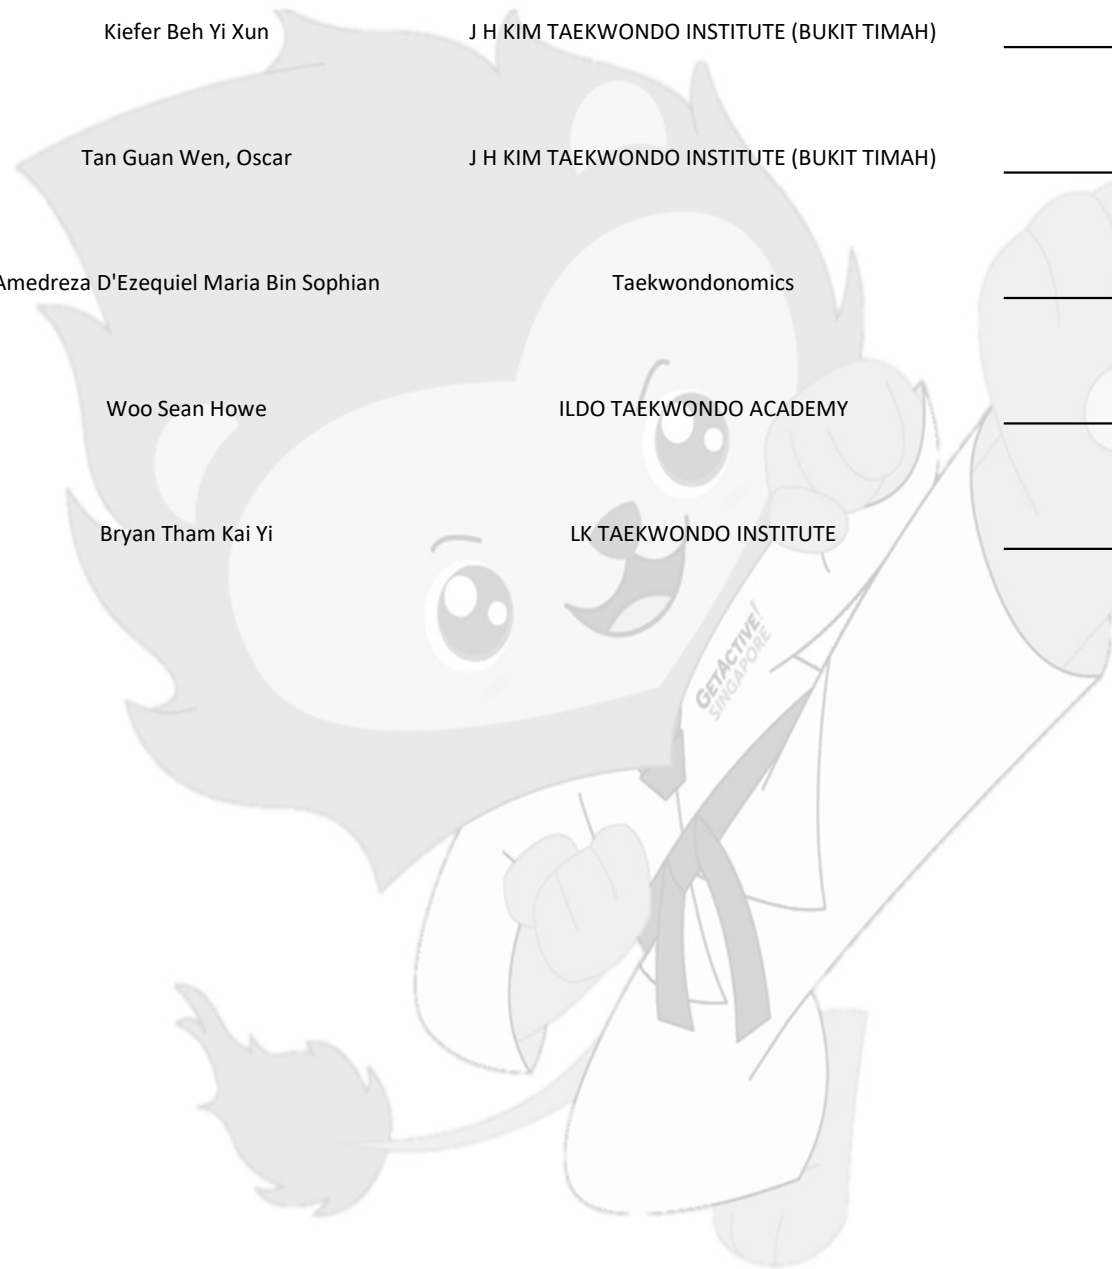 Kiefer Beh Yi Xun J H KIM TAEKWONDO INSTITUTE (BUKIT TIMAH)
Tan Guan Wen, Oscar J H KIM TAEKWONDO INSTITUTE (BUKIT TIMAH)
Amedreza D'Ezequiel Maria Bin Sophian Taekwondonomics
Woo Sean Howe ILDO TAEKWONDO ACADEMY
Bryan Tham Kai Yi LK TAEKWONDO INSTITUTE
GETACTIVE!
SINGAPORE